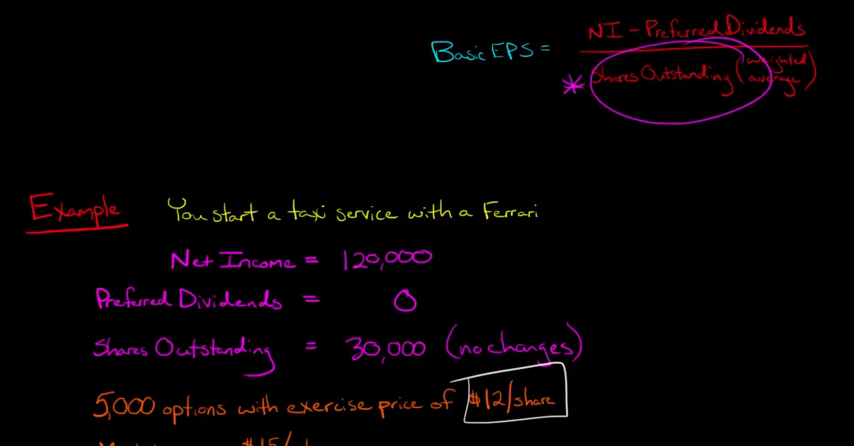 Basic EPS = NI - Preferred Dividends
Shares Outstanding (weighted average)
Example You start a taxi service with a Ferrari
Net Income = 120,000
Preferred Dividends = 0
Shares Outstanding = 30,000 (no changes)
5,000 options with exercise price of $12/share
$15/